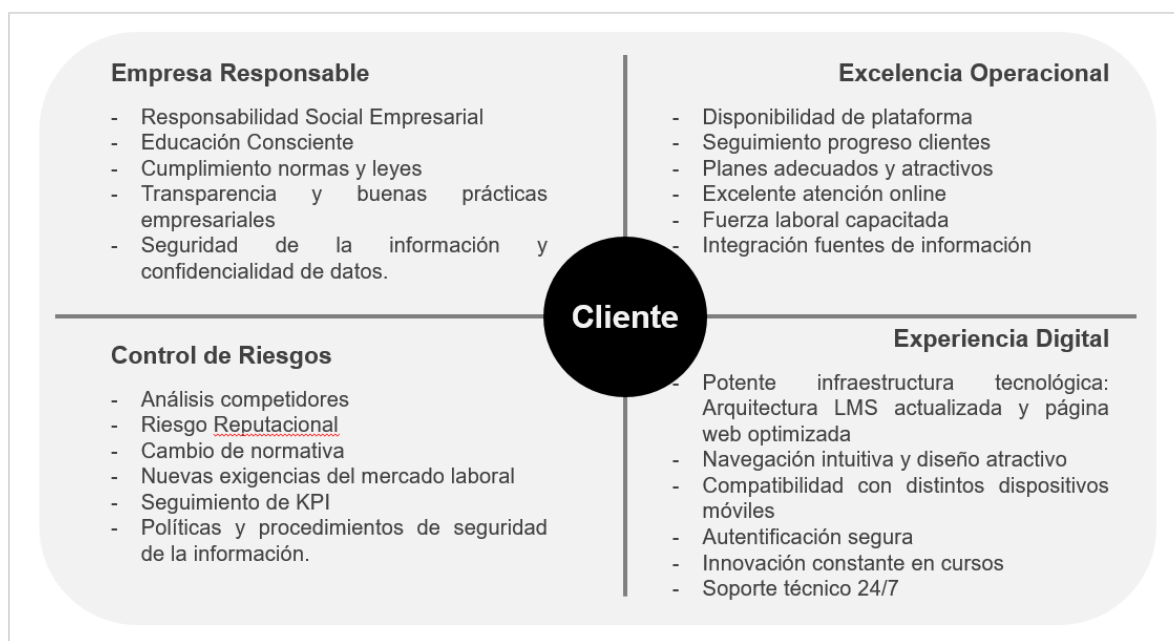 Empresa Responsable
- Responsabilidad Social Empresarial
- Educación Consciente
- Cumplimiento normas y leyes
- Transparencia y buenas prácticas
empresariales
- Seguridad de la información y
confidencialidad de datos.
Excelencia Operacional
- Disponibilidad de plataforma
- Seguimiento progreso clientes
- Planes adecuados y atractivos
- Excelente atención online
- Fuerza laboral capacitada
- Integración fuentes de información
Cliente
Control de Riesgos
- Análisis competidores
- Riesgo Reputacional
- Cambio de normativa
- Nuevas exigencias del mercado laboral
- Seguimiento de KPI
- Políticas y procedimientos de seguridad
de la información.
Experiencia Digital
- Potente infraestructura tecnológica:
Arquitectura LMS actualizada y página
web optimizada
- Navegación intuitiva y diseño atractivo
- Compatibilidad con distintos dispositivos
móviles
- Autentificación segura
- Innovación constante en cursos
- Soporte técnico 24/7